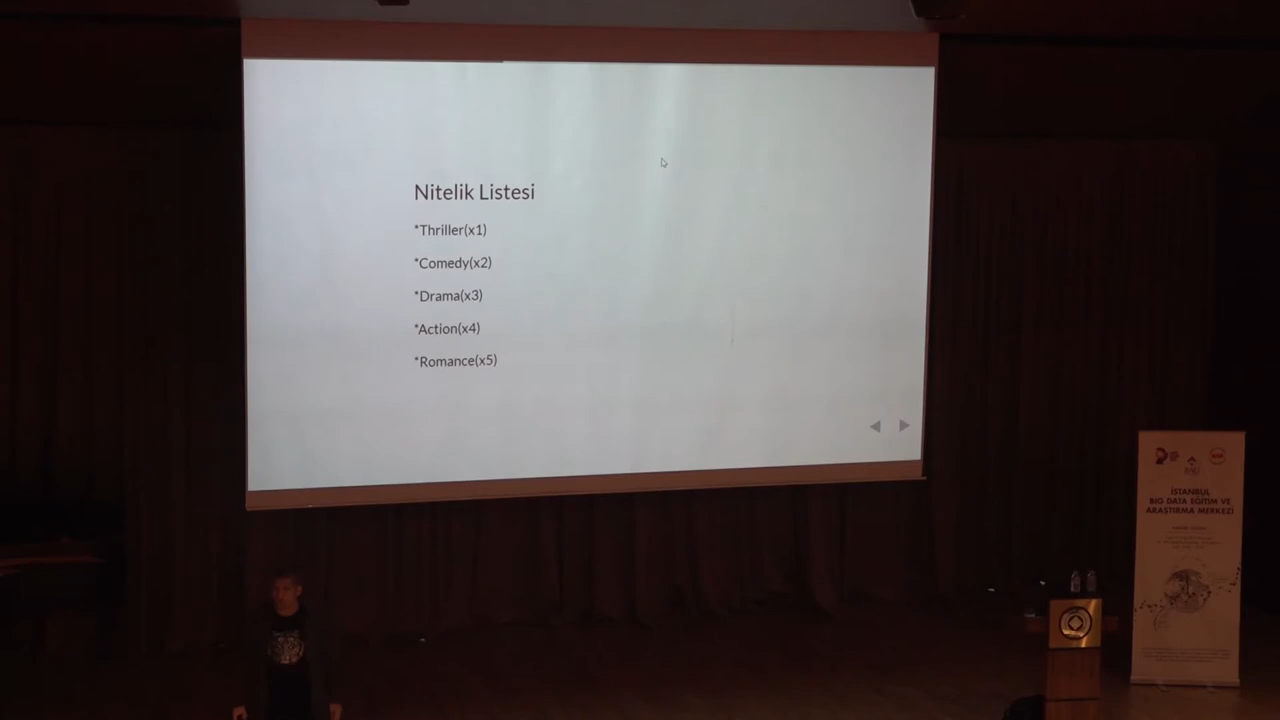 Nitelik Listesi
*Thriller(x1)
*Comedy(x2)
*Drama(x3)
*Action(x4)
*Romance(x5)
BAU
İSTANBUL
BIG DATA EĞİTİM VE
ARAŞTIRMA MERKEZİ